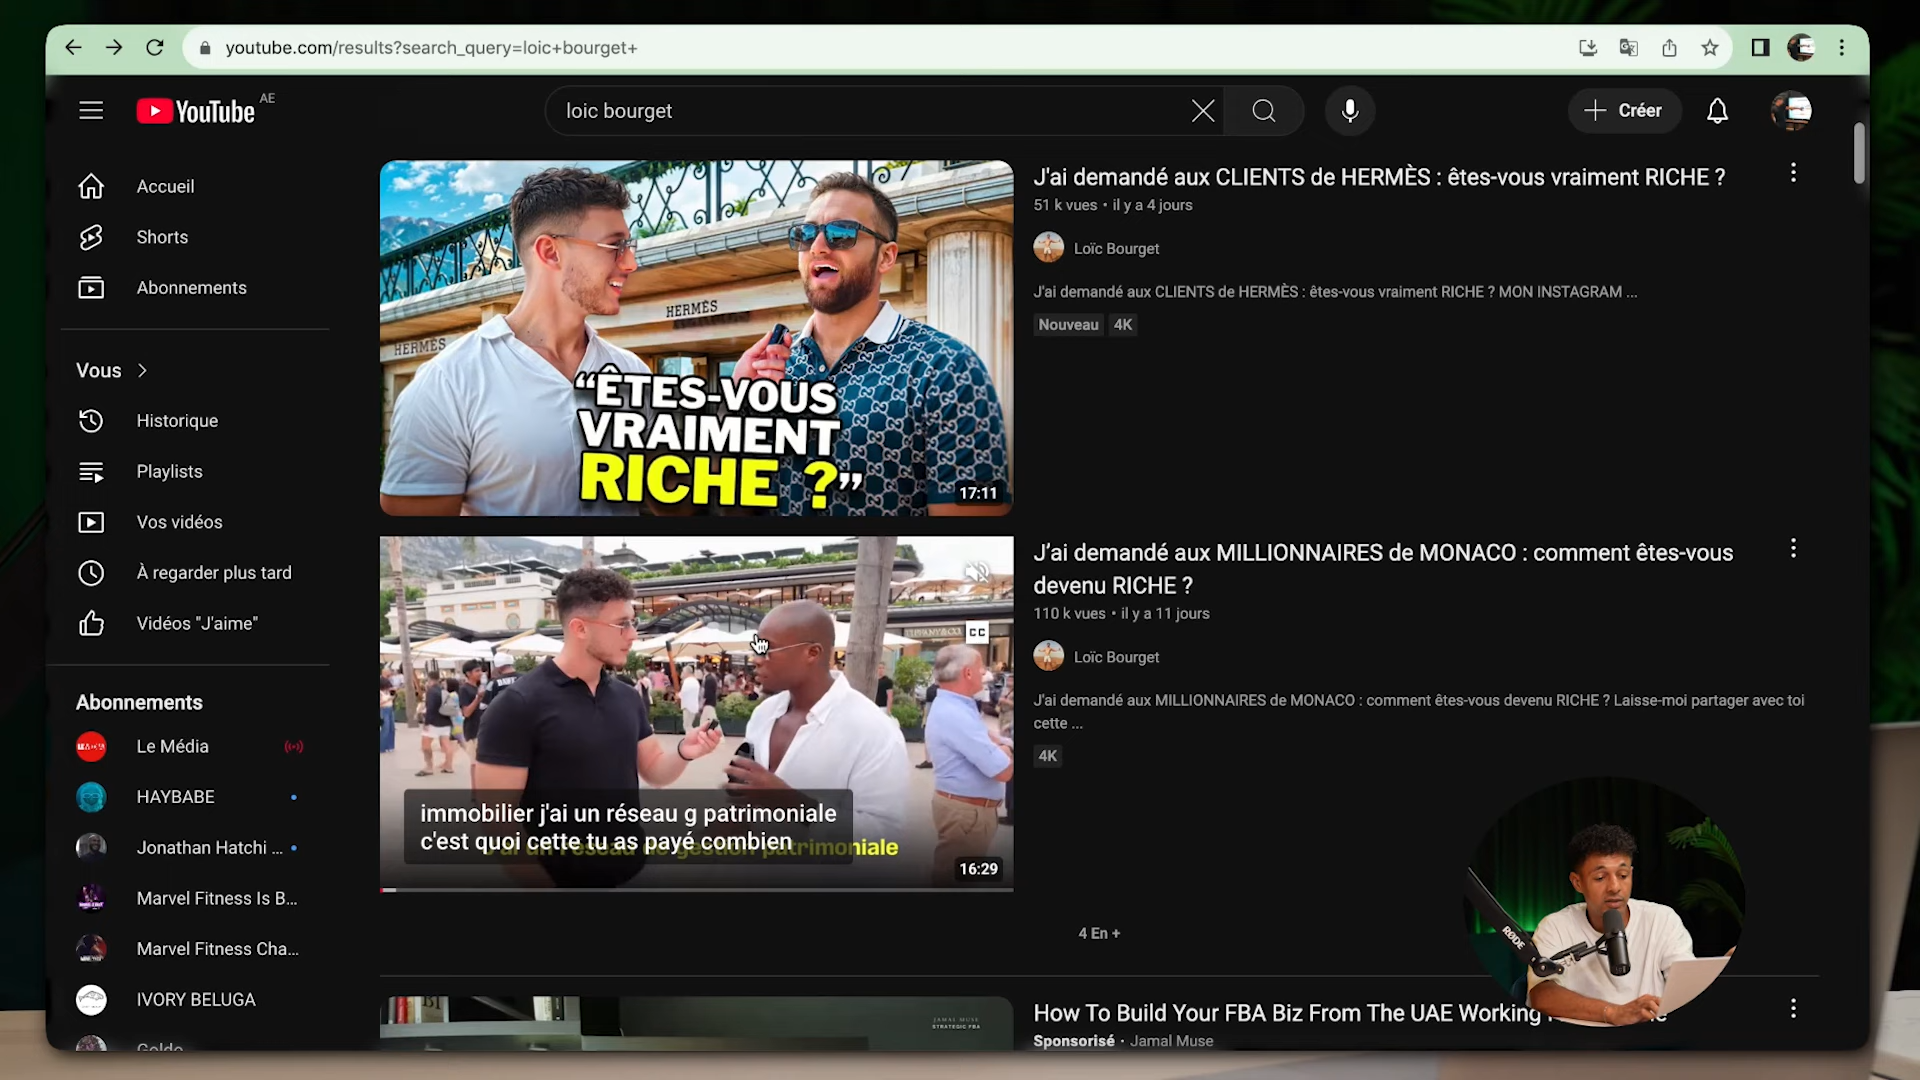 youtube.com/results?search_query=loic+bourget+
YouTube AE
loic bourget
Créer
Accueil
Shorts
Abonnements
Vous
Historique
Playlists
Vos vidéos
À regarder plus tard
Vidéos "J'aime"
Abonnements
Le Média
HAYBABE
Jonathan Hatchi ...
Marvel Fitness Is B...
Marvel Fitness Cha...
IVORY BELUGA
HERMÈS
HERMÈS
“ÊTES-VOUS
VRAIMENT
RICHE ?”
17:11
J'ai demandé aux CLIENTS de HERMÈS : êtes-vous vraiment RICHE ?
51 k vues • il y a 4 jours
Loïc Bourget
J'ai demandé aux CLIENTS de HERMÈS : êtes-vous vraiment RICHE ? MON INSTAGRAM ...
Nouveau 4K
CC
immobilier j'ai un réseau g patrimoniale
c'est quoi cette tu as payé combien
16:29
J’ai demandé aux MILLIONNAIRES de MONACO : comment êtes-vous
devenu RICHE ?
110 k vues • il y a 11 jours
Loïc Bourget
J'ai demandé aux MILLIONNAIRES de MONACO : comment êtes-vous devenu RICHE ? Laisse-moi partager avec toi
cette ...
4K
4 En +
RØDE
JAMAL MUSE
STRATEGIC FBA
How To Build Your FBA Biz From The UAE Working
Sponsorisé • Jamal Muse